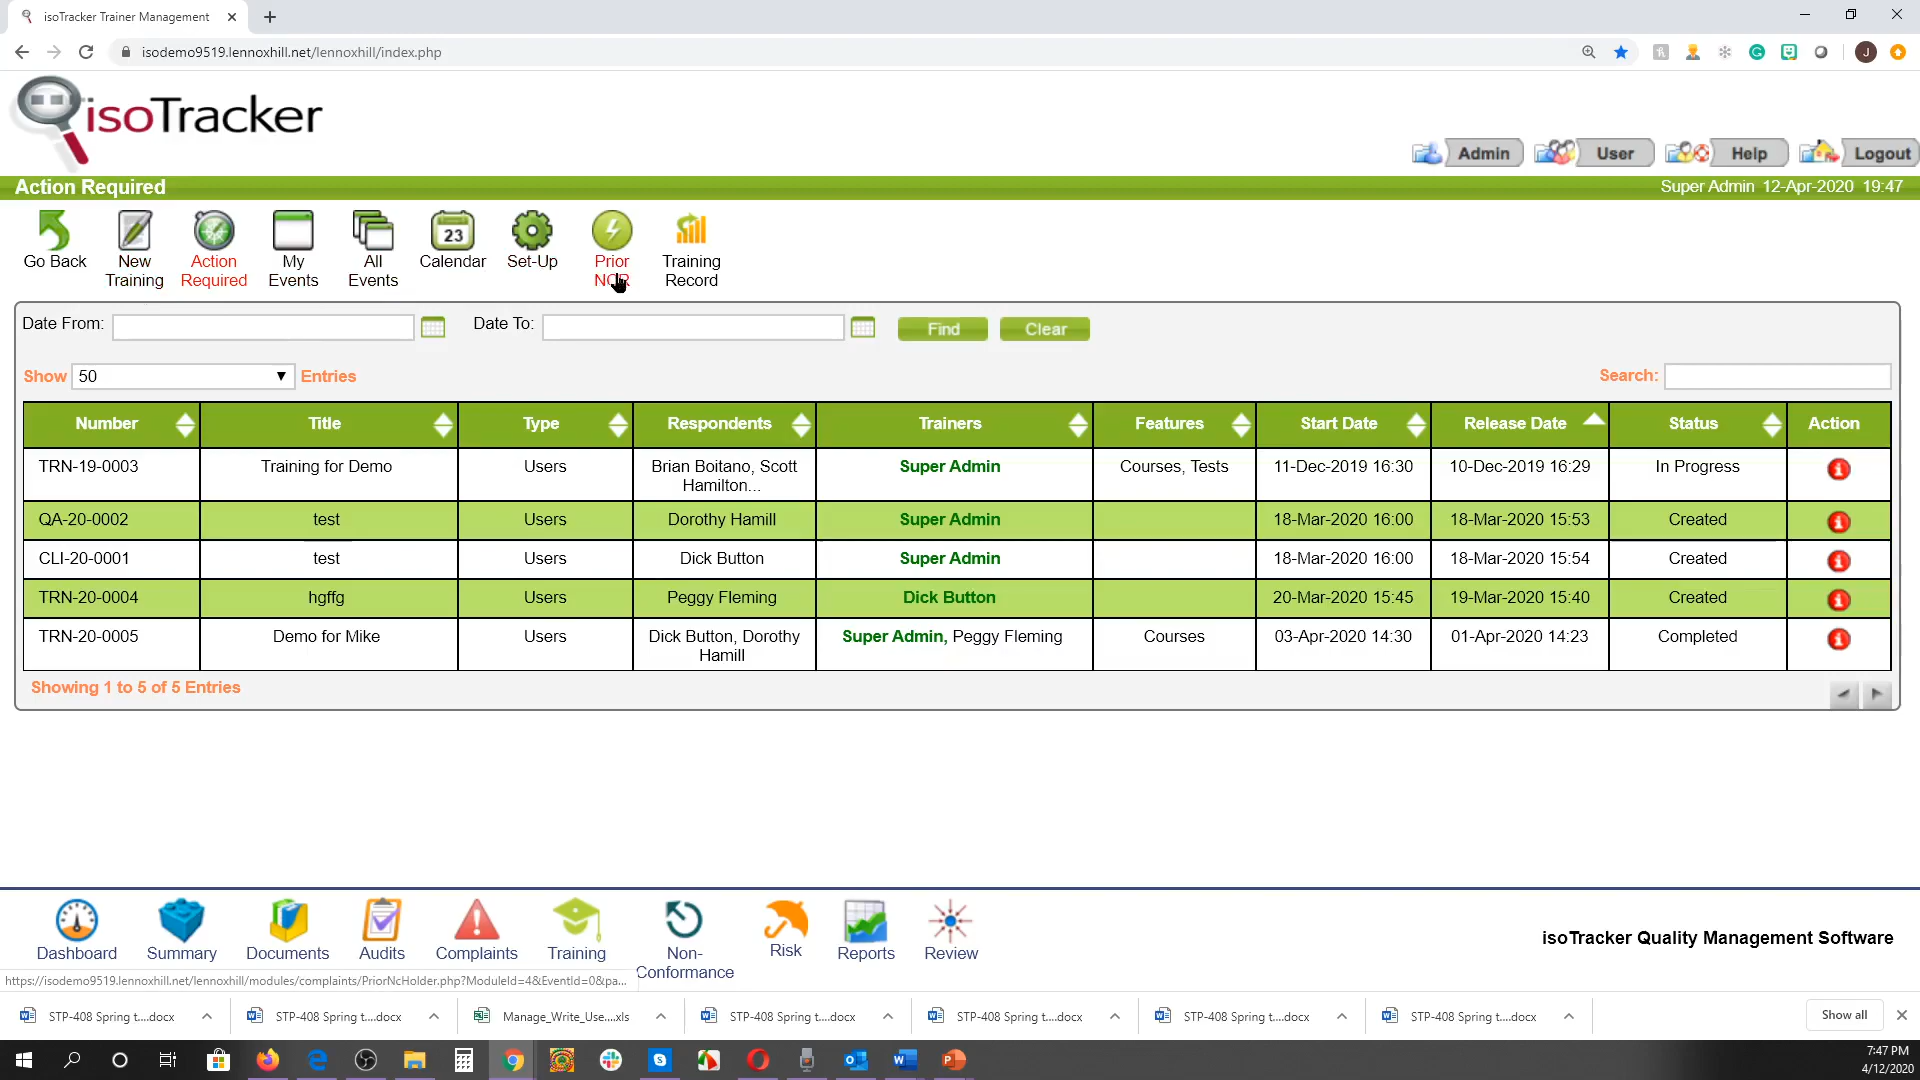 isoTracker Trainer Management
isodemo9519.lennoxhill.net/lennoxhill/index.php
J
isoTracker
Admin
User
Help
Logout
Action Required
Super Admin 12-Apr-2020 19:47
Go Back
New Training
Action Required
My Events
All Events
23
Calendar
Set-Up
Prior NCR
Training Record
Date From:
Date To:
Find
Clear
Show 50 Entries
Search:
Number Title Type Respondents Trainers Features Start Date Release Date Status Action
TRN-19-0003 Training for Demo Users Brian Boitano, Scott Hamilton... Super Admin Courses, Tests 11-Dec-2019 16:30 10-Dec-2019 16:29 In Progress
QA-20-0002 test Users Dorothy Hamill Super Admin 18-Mar-2020 16:00 18-Mar-2020 15:53 Created
CLI-20-0001 test Users Dick Button Super Admin 18-Mar-2020 16:00 18-Mar-2020 15:54 Created
TRN-20-0004 hgffg Users Peggy Fleming Dick Button 20-Mar-2020 15:45 19-Mar-2020 15:40 Created
TRN-20-0005 Demo for Mike Users Dick Button, Dorothy Hamill Super Admin, Peggy Fleming Courses 03-Apr-2020 14:30 01-Apr-2020 14:23 Completed
Showing 1 to 5 of 5 Entries
Dashboard
Summary
Documents
Audits
Complaints
Training
Non-Conformance
Risk
Reports
Review
isoTracker Quality Management Software
https://isodemo9519.lennoxhill.net/lennoxhill/modules/complaints/PriorNcHolder.php?ModuleId=4&EventId=0&pa...
STP-408 Spring t....docx
STP-408 Spring t....docx
Manage_Write_Use....xls
STP-408 Spring t....docx
STP-408 Spring t....docx
STP-408 Spring t....docx
STP-408 Spring t....docx
Show all
7:47 PM
4/12/2020